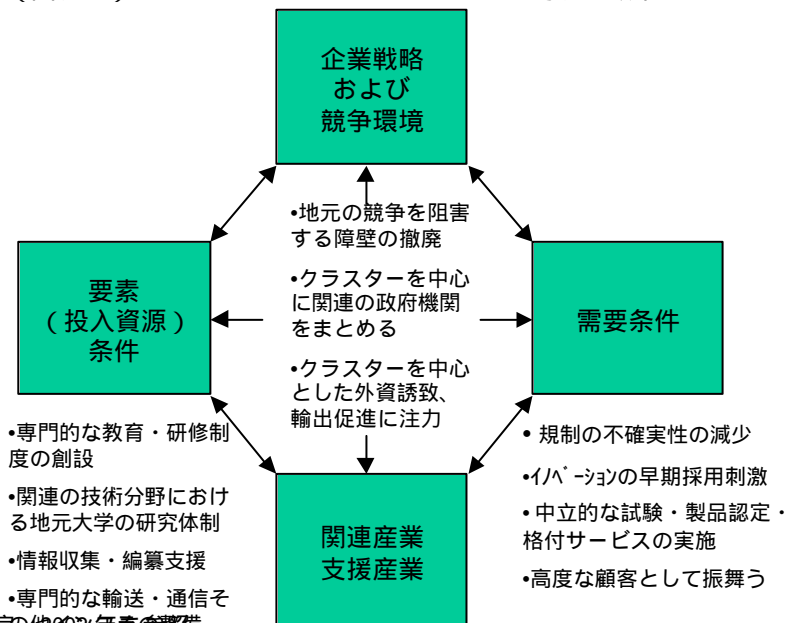 企業戦略
および
競争環境
•地元の競争を阻害
する障壁の撤廃
•クラスターを中心
に関連の政府機関
をまとめる
•クラスターを中心
とした外資誘致、
輸出促進に注力
要素
(投入資源)
条件
需要条件
•専門的な教育・研修制
度の創設
•関連の技術分野におけ
る地元大学の研究体制
•情報収集・編纂支援
•専門的な輸送・通信そ
関連産業
支援産業
• 規制の不確実性の減少
•ｲﾉﾍﾞｰｼｮﾝの早期採用刺激
• 中立的な試験・製品認定・
格付サービスの実施
•高度な顧客として振舞う